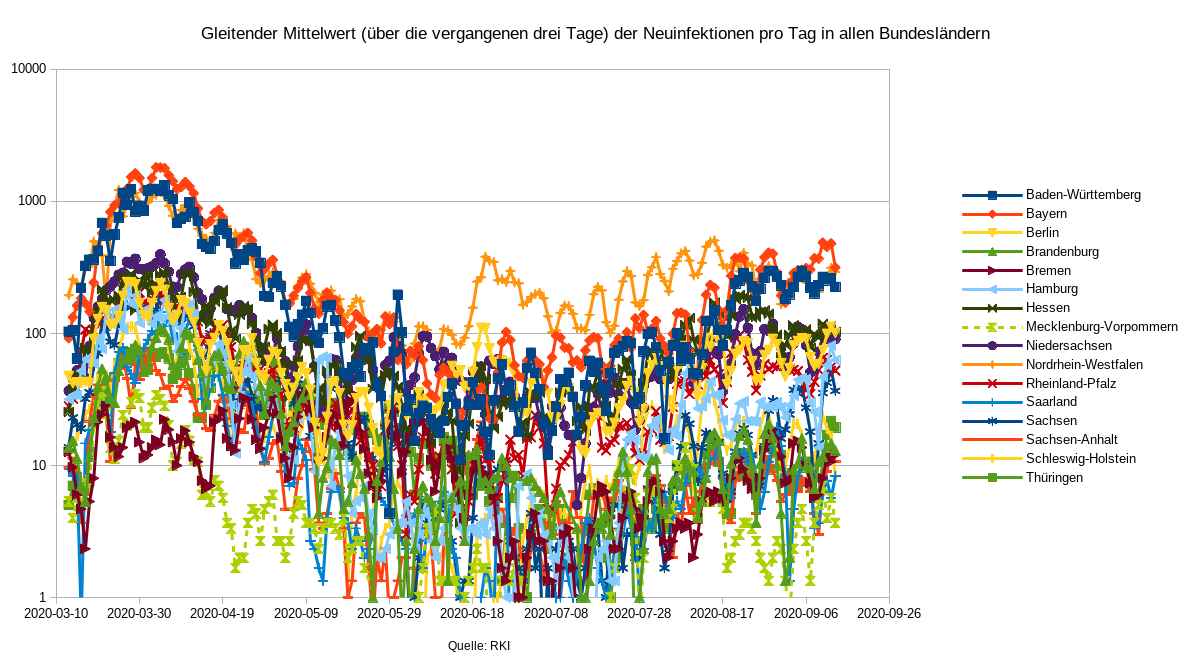 Gleitender Mittelwert (über die vergangenen drei Tage) der Neuinfektionen pro Tag in allen Bundesländern
10000
1000
100
10
1
2020-03-10 2020-03-30 2020-04-19 2020-05-09 2020-05-29 2020-06-18 2020-07-08 2020-07-28 2020-08-17 2020-09-06 2020-09-26
Quelle: RKI
Baden-Württemberg
Bayern
Berlin
Brandenburg
Bremen
Hamburg
Hessen
Mecklenburg-Vorpommern
Niedersachsen
Nordrhein-Westfalen
Rheinland-Pfalz
Saarland
Sachsen
Sachsen-Anhalt
Schleswig-Holstein
Thüringen